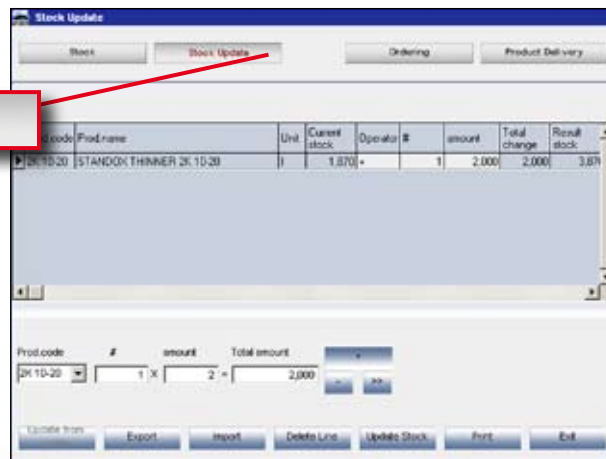 Stock Update
Stock Stock Update Ordering Product Delivery
Prod.name Unit Current stock Operator # amount Total change Result stock
2K 10-20 STANDOX THINNER 2K 10-20 l 1,870 + 1 2,000 2,000
Prod.code # amount Total amount
2K 10-20 1 X 2 = 2,000 +
- >>
Update from Export Import Delete Line Update Stock Print Exit